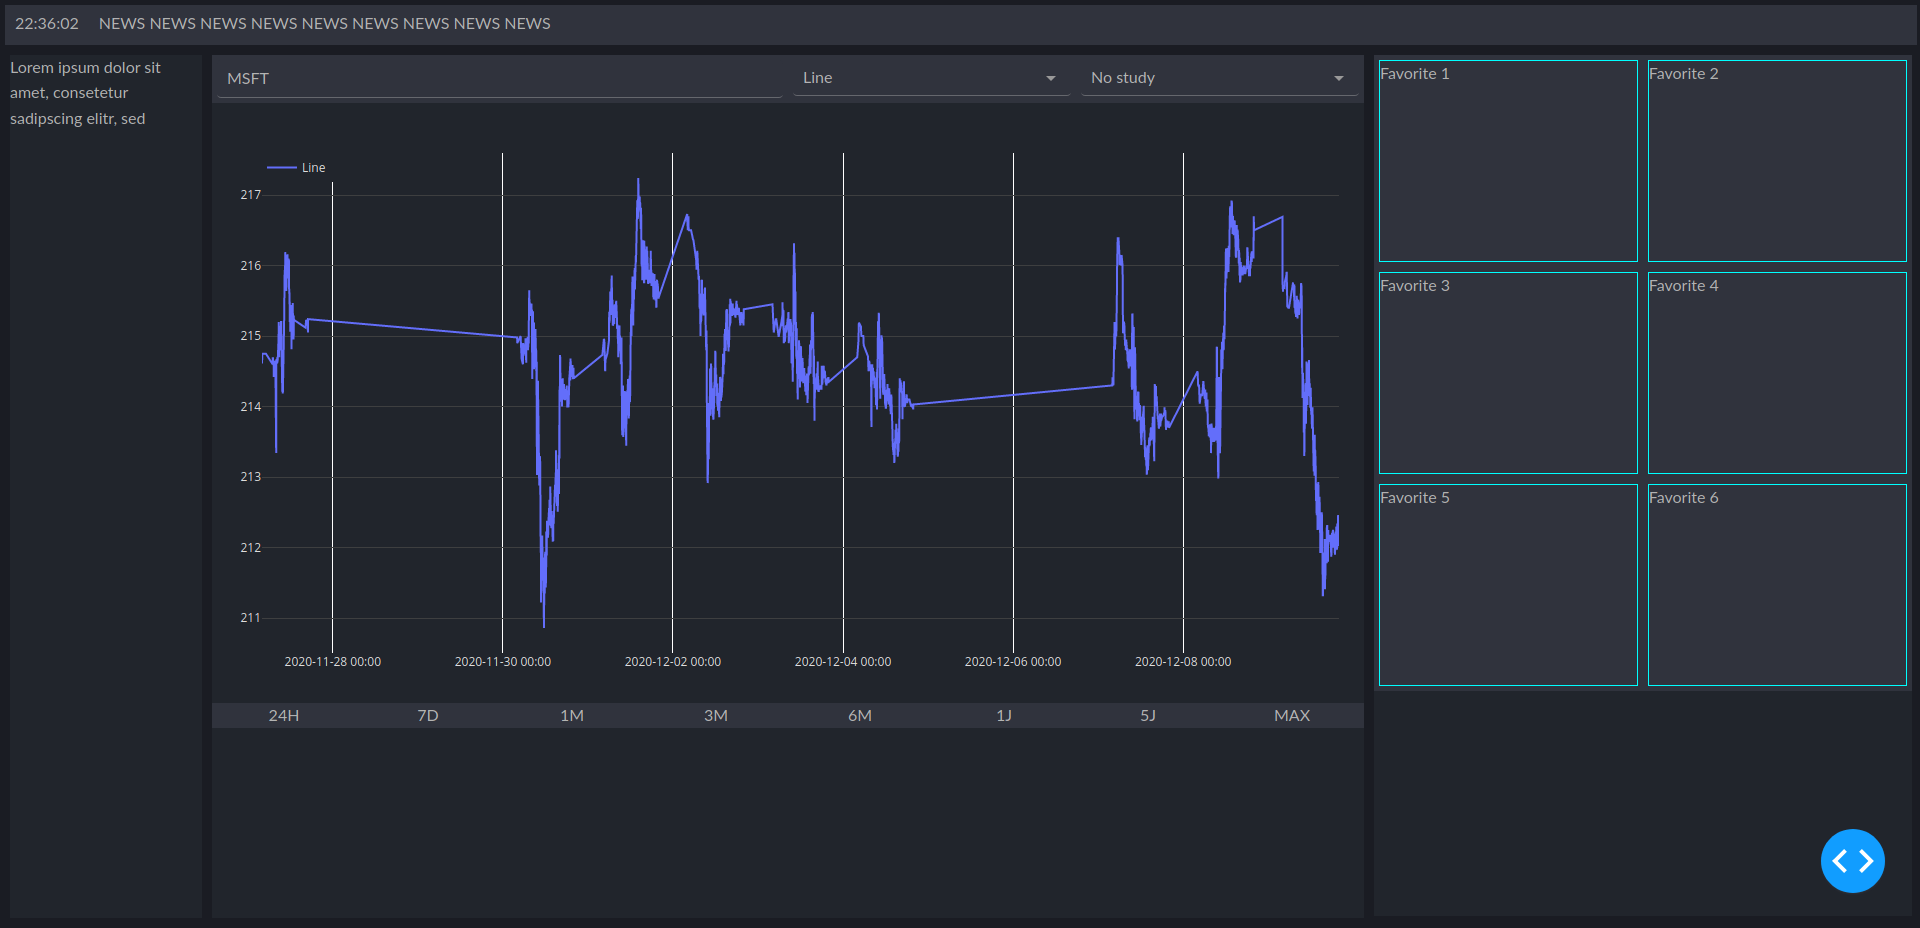 22:36:02 NEWS NEWS NEWS NEWS NEWS NEWS NEWS NEWS NEWS
Lorem ipsum dolor sit
amet, consetetur
sadipscing elitr, sed
MSFT Line No study
Line
217
216
215
214
213
212
211
2020-11-28 00:00 2020-11-30 00:00 2020-12-02 00:00 2020-12-04 00:00 2020-12-06 00:00 2020-12-08 00:00
24H 7D 1M 3M 6M 1J 5J MAX
Favorite 1 Favorite 2
Favorite 3 Favorite 4
Favorite 5 Favorite 6